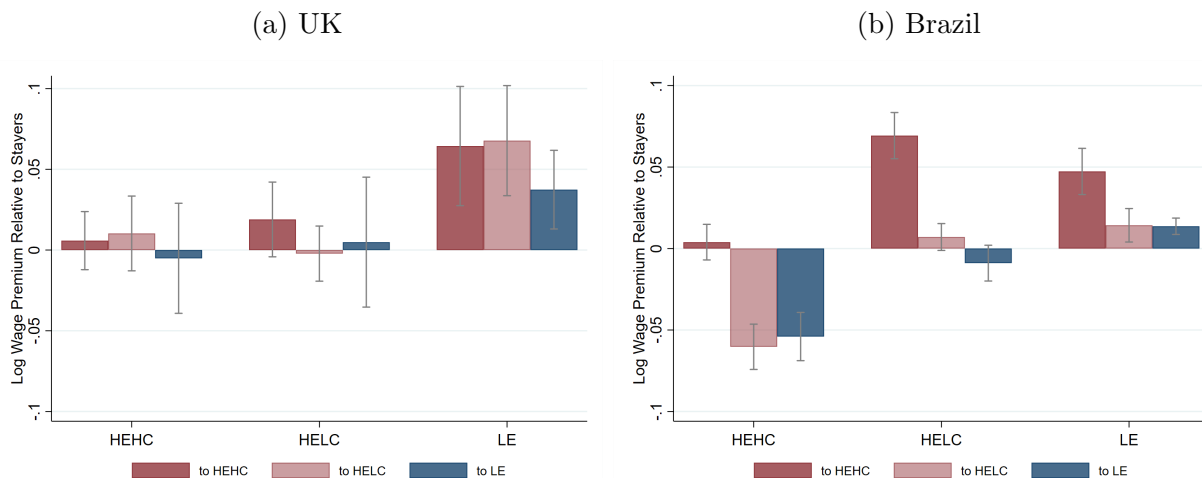 (a) UK
Log Wage Premium Relative to Stayers
.1
.05
0
-.05
-.1
HEHC HELC LE
to HEHC to HELC to LE
(b) Brazil
Log Wage Premium Relative to Stayers
.1
.05
0
-.05
-.1
HEHC HELC LE
to HEHC to HELC to LE